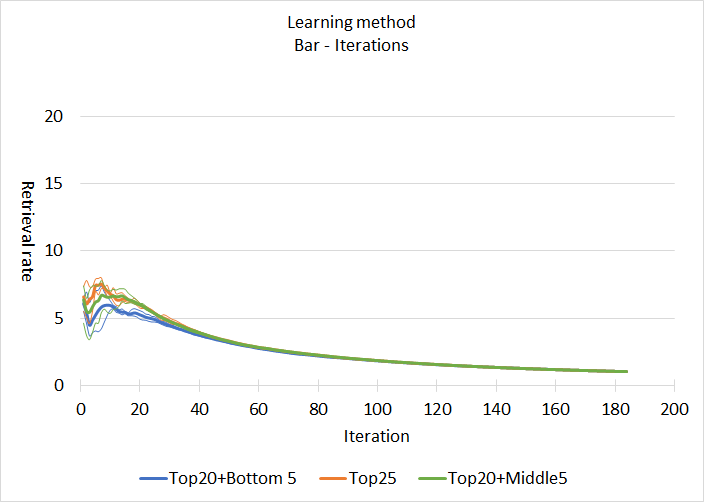 Learning method
Bar - Iterations
20
15
10
5
0
Retrieval rate
0 20 40 60 80 100 120 140 160 180 200
Iteration
Top20+Bottom 5 Top25 Top20+Middle5